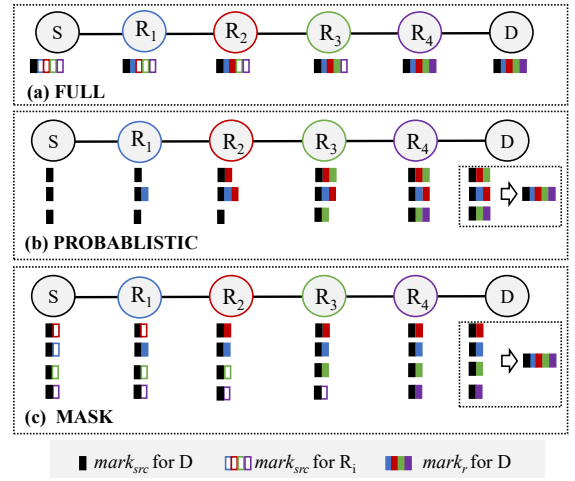 S R1 R2 R3 R4 D
(a) FULL
S R1 R2 R3 R4 D
(b) PROBABLISTIC
S R1 R2 R3 R4 D
(c) MASK
marksrc for D marksrc for Ri markr for D